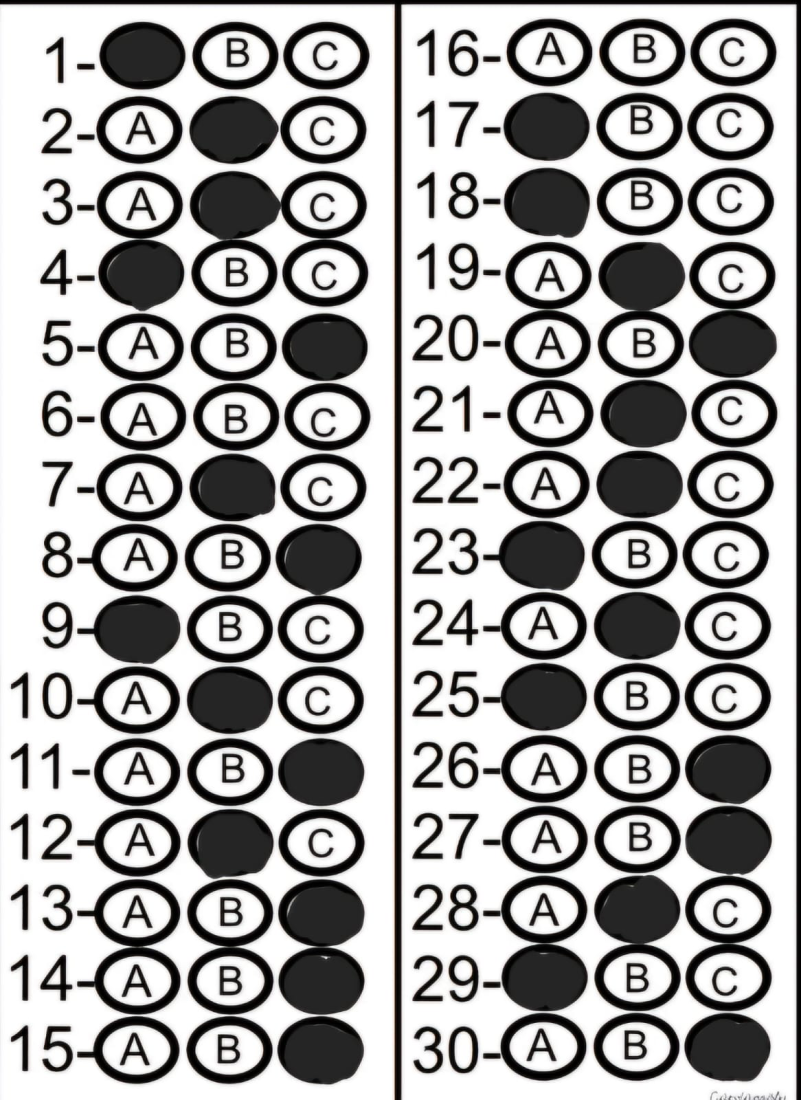 1- B C
2- A C
3- A C
4- B C
5- A B
6- A B C
7- A C
8- A B
9- B C
10- A C
11- A B
12- A C
13- A B
14- A B
15- A B
16- A B C
17- B C
18- B C
19- A C
20- A B
21- A C
22- A C
23- B C
24- A C
25- B C
26- A B
27- A B
28- A C
29- B C
30- A B